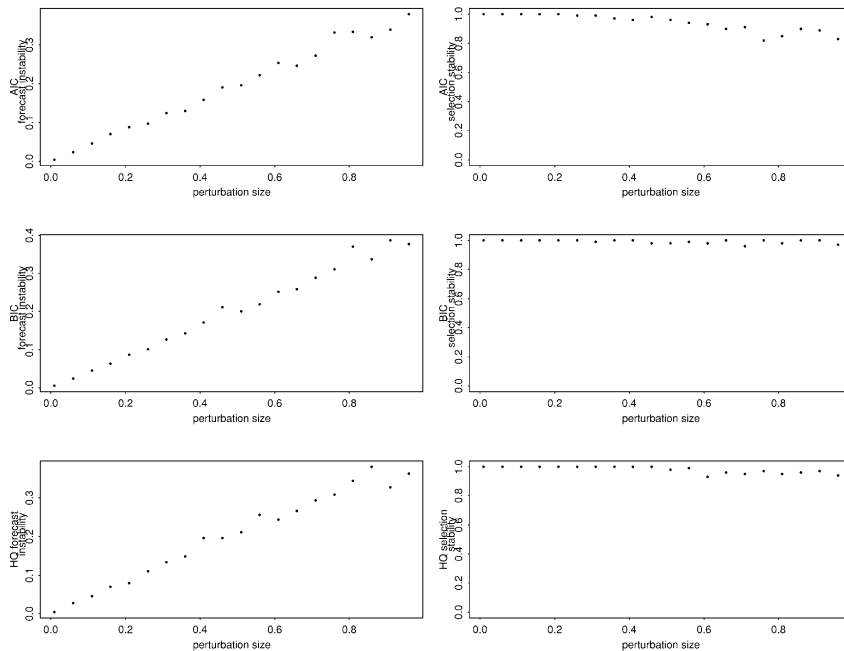 AIC
forecast instability
0.0 0.1 0.2 0.3
0.0 0.2 0.4 0.6 0.8
perturbation size
AIC
selection stability
0.0 0.2 0.4 0.6 0.8 1.0
0.0 0.2 0.4 0.6 0.8
perturbation size
BIC
forecast instability
0.0 0.1 0.2 0.3 0.4
0.0 0.2 0.4 0.6 0.8
perturbation size
BIC
selection stability
0.0 0.2 0.4 0.6 0.8 1.0
0.0 0.2 0.4 0.6 0.8
perturbation size
HQ forecast
instability
0.0 0.1 0.2 0.3
0.0 0.2 0.4 0.6 0.8
perturbation size
HQ selection
stability
0.0 0.2 0.4 0.6 0.8 1.0
0.0 0.2 0.4 0.6 0.8
perturbation size